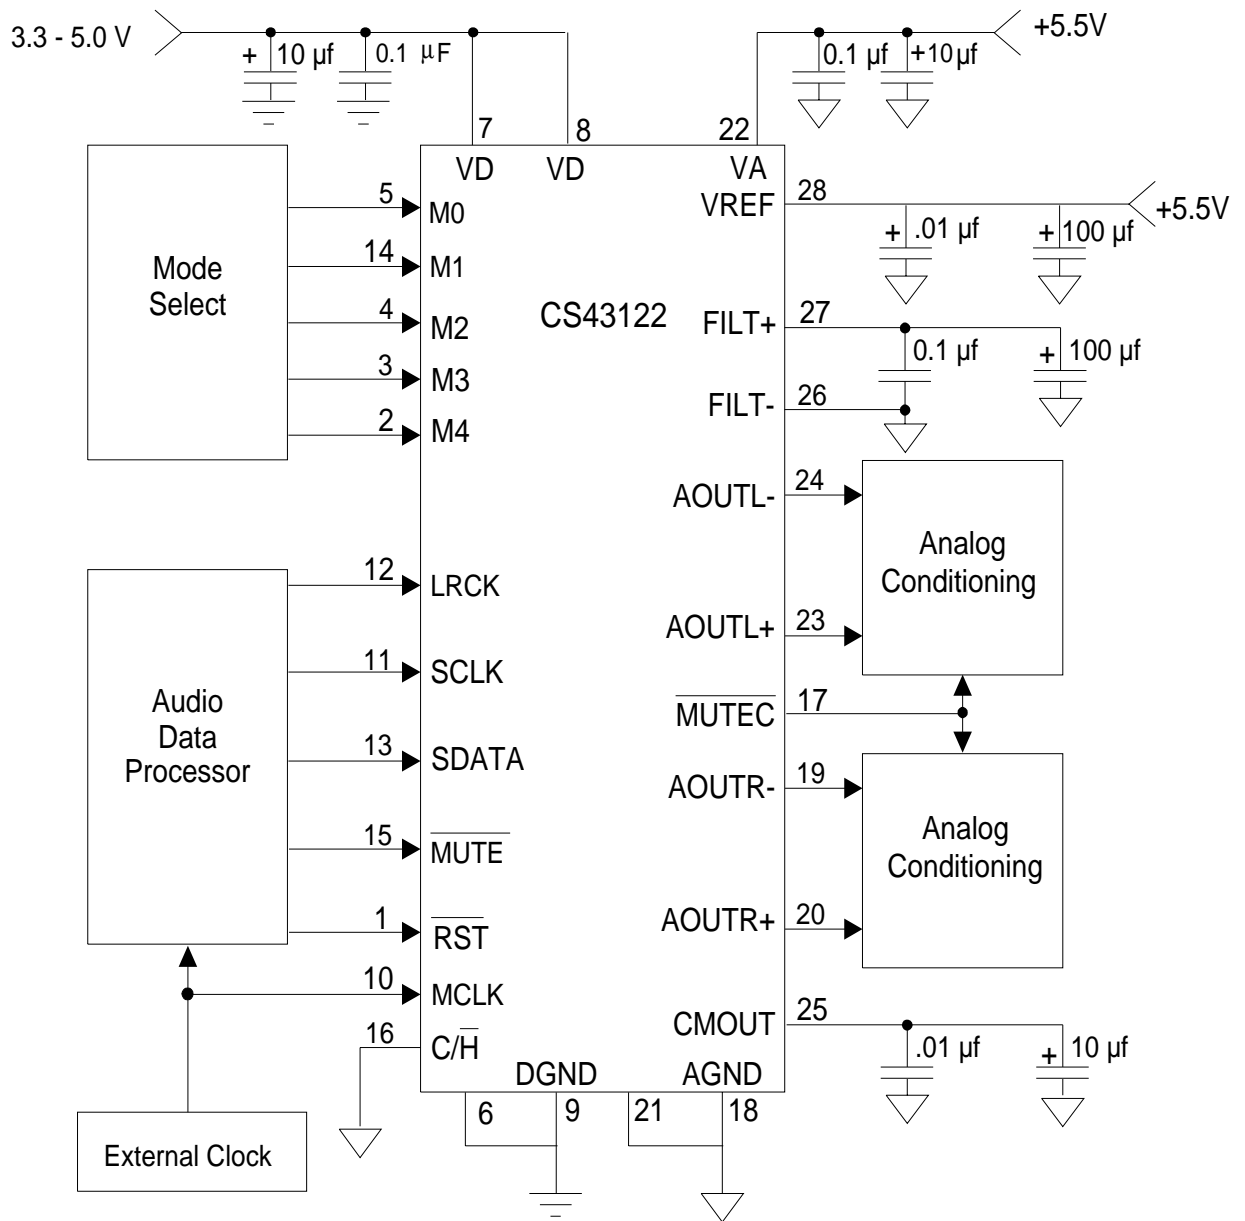 3.3 - 5.0 V
+ 10 µf
0.1 µF
0.1 µf
+10µf
+5.5V
7
8
22
VD
VD
VA
VREF
28
+5.5V
+ .01 µf
+ 100 µf
Mode
Select
5
M0
14
M1
4
M2
3
M3
2
M4
CS43122
FILT+
27
0.1 µf
+ 100 µf
FILT-
26
AOUTL-
24
Analog
Conditioning
AOUTL+
23
MUTEC
17
AOUTR-
19
Analog
Conditioning
AOUTR+
20
Audio
Data
Processor
12
LRCK
11
SCLK
13
SDATA
15
MUTE
1
RST
10
MCLK
16
C/H
CMOUT
25
.01 µf
+ 10 µf
DGND
AGND
6
9
21
18
External Clock